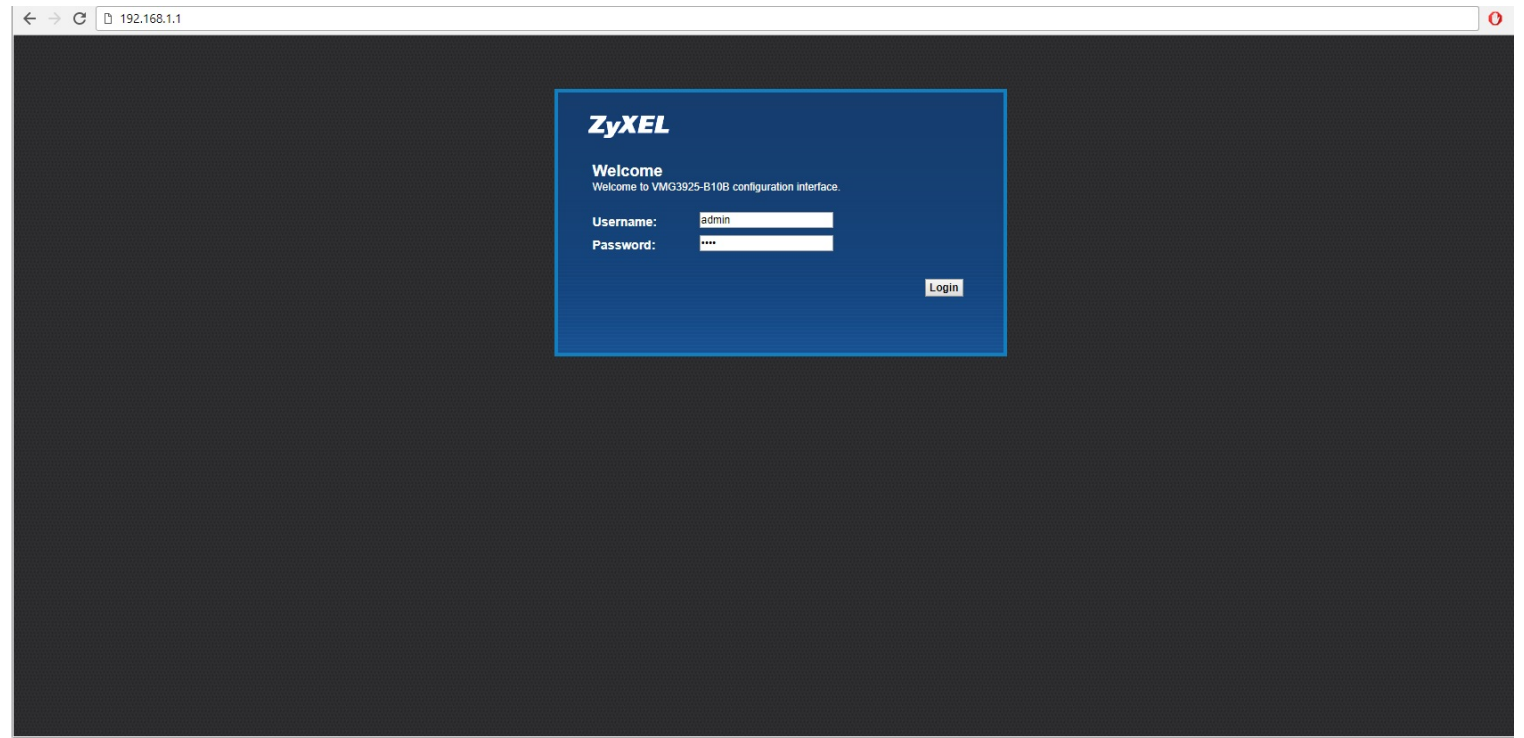 192.168.1.1
ZyXEL
Welcome
Welcome to VMG3925-B10B configuration interface.
Username: admin
Password: ••••
Login